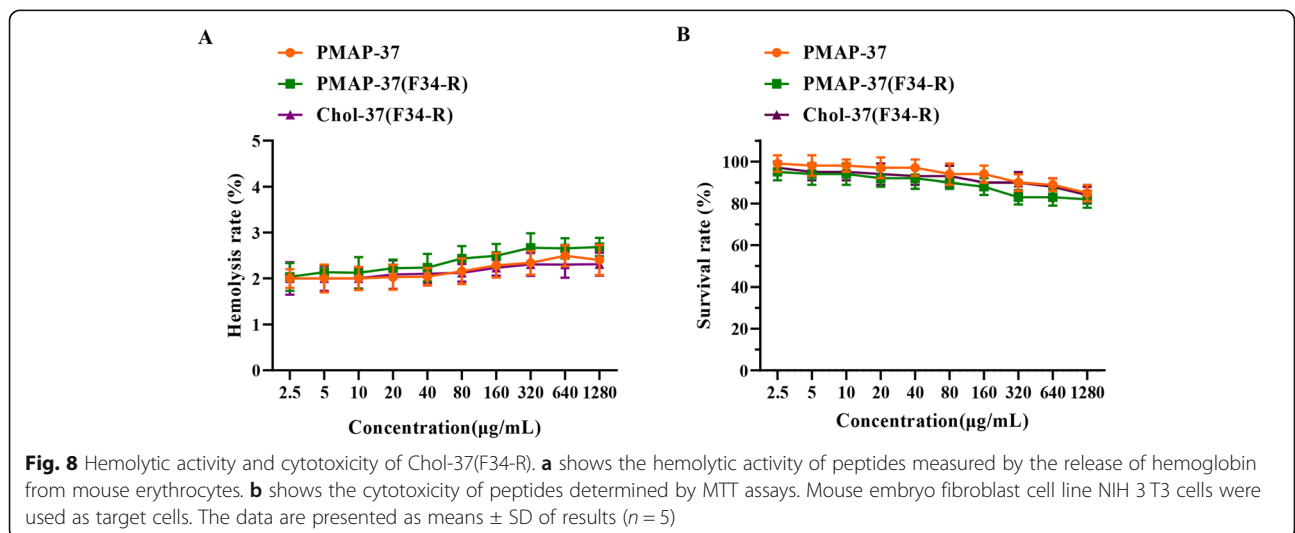 A
PMAP-37
PMAP-37(F34-R)
Chol-37(F34-R)
5
4
3
2
1
0
Hemolysis rate (%)
2.5 5 10 20 40 80 160 320 640 1280
Concentration(μg/mL)
B
PMAP-37
PMAP-37(F34-R)
Chol-37(F34-R)
100
80
60
40
20
0
Survival rate (%)
2.5 5 10 20 40 80 160 320 640 1280
Concentration(μg/mL)
Fig. 8 Hemolytic activity and cytotoxicity of Chol-37(F34-R). a shows the hemolytic activity of peptides measured by the release of hemoglobin
from mouse erythrocytes. b shows the cytotoxicity of peptides determined by MTT assays. Mouse embryo fibroblast cell line NIH 3 T3 cells were
used as target cells. The data are presented as means ± SD of results (n = 5)